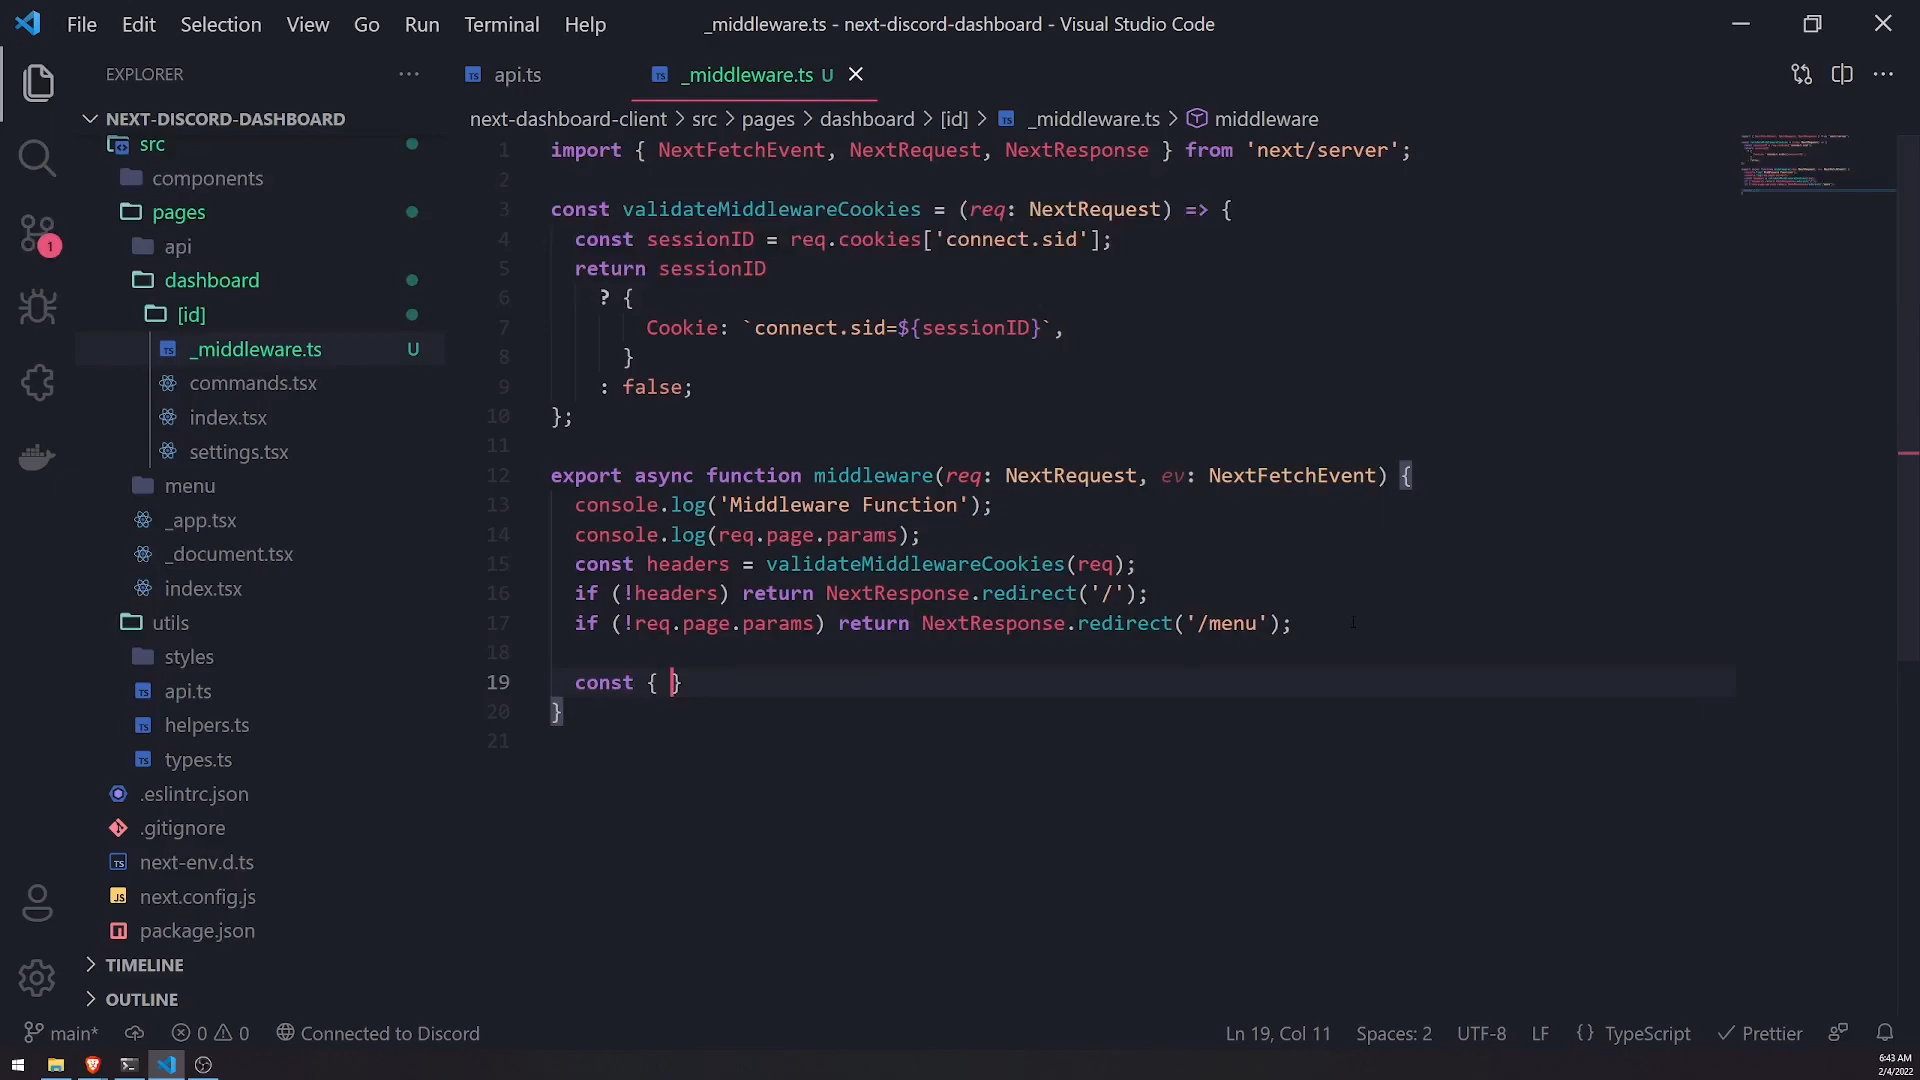 File Edit Selection View Go Run Terminal Help
_middleware.ts - next-discord-dashboard - Visual Studio Code
EXPLORER
api.ts
_middleware.ts U
NEXT-DISCORD-DASHBOARD
src
components
pages
api
dashboard
[id]
_middleware.ts U
commands.tsx
index.tsx
settings.tsx
menu
_app.tsx
_document.tsx
index.tsx
utils
styles
api.ts
helpers.ts
types.ts
.eslintrc.json
.gitignore
next-env.d.ts
next.config.js
package.json
TIMELINE
OUTLINE
1
next-dashboard-client > src > pages > dashboard > [id] > _middleware.ts > middleware
1 import { NextFetchEvent, NextRequest, NextResponse } from 'next/server';
2
3 const validateMiddlewareCookies = (req: NextRequest) => {
4 const sessionID = req.cookies['connect.sid'];
5 return sessionID
6 ? {
7 Cookie: `connect.sid=${sessionID}`,
8 }
9 : false;
10 };
11
12 export async function middleware(req: NextRequest, ev: NextFetchEvent) {
13 console.log('Middleware Function');
14 console.log(req.page.params);
15 const headers = validateMiddlewareCookies(req);
16 if (!headers) return NextResponse.redirect('/');
17 if (!req.page.params) return NextResponse.redirect('/menu');
18
19 const { }
20 }
21
main* 0 0 Connected to Discord
Ln 19, Col 11 Spaces: 2 UTF-8 LF {} TypeScript Prettier
6:43 AM
2/4/2022